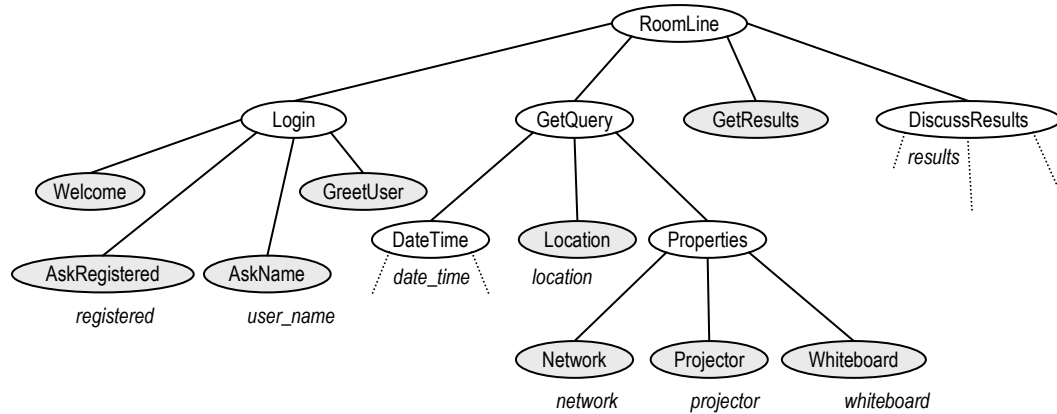 RoomLine
Login
GetQuery
GetResults
DiscussResults
results
Welcome
GreetUser
DateTime
Location
Properties
date_time
location
AskRegistered
AskName
registered
user_name
Network
Projector
Whiteboard
network
projector
whiteboard